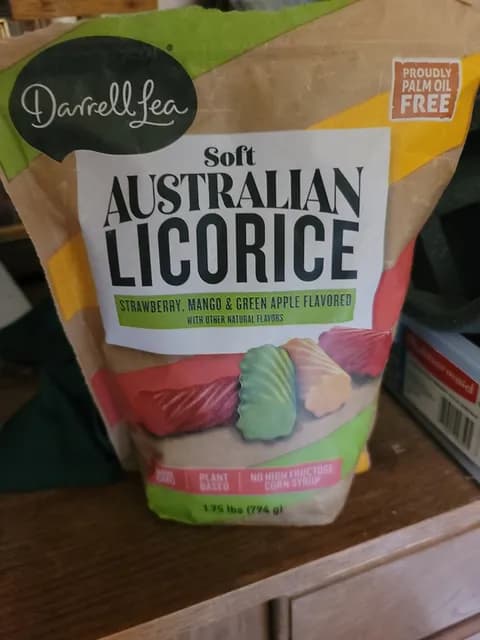 Darrell Lea
PROUDLY
PALM OIL
FREE
Soft
AUSTRALIAN
LICORICE
STRAWBERRY, MANGO & GREEN APPLE FLAVORED
WITH OTHER NATURAL FLAVORS
PLANT
BASED
NO HIGH FRUCTOSE
CORN SYRUP
1.75 lbs (794 g)